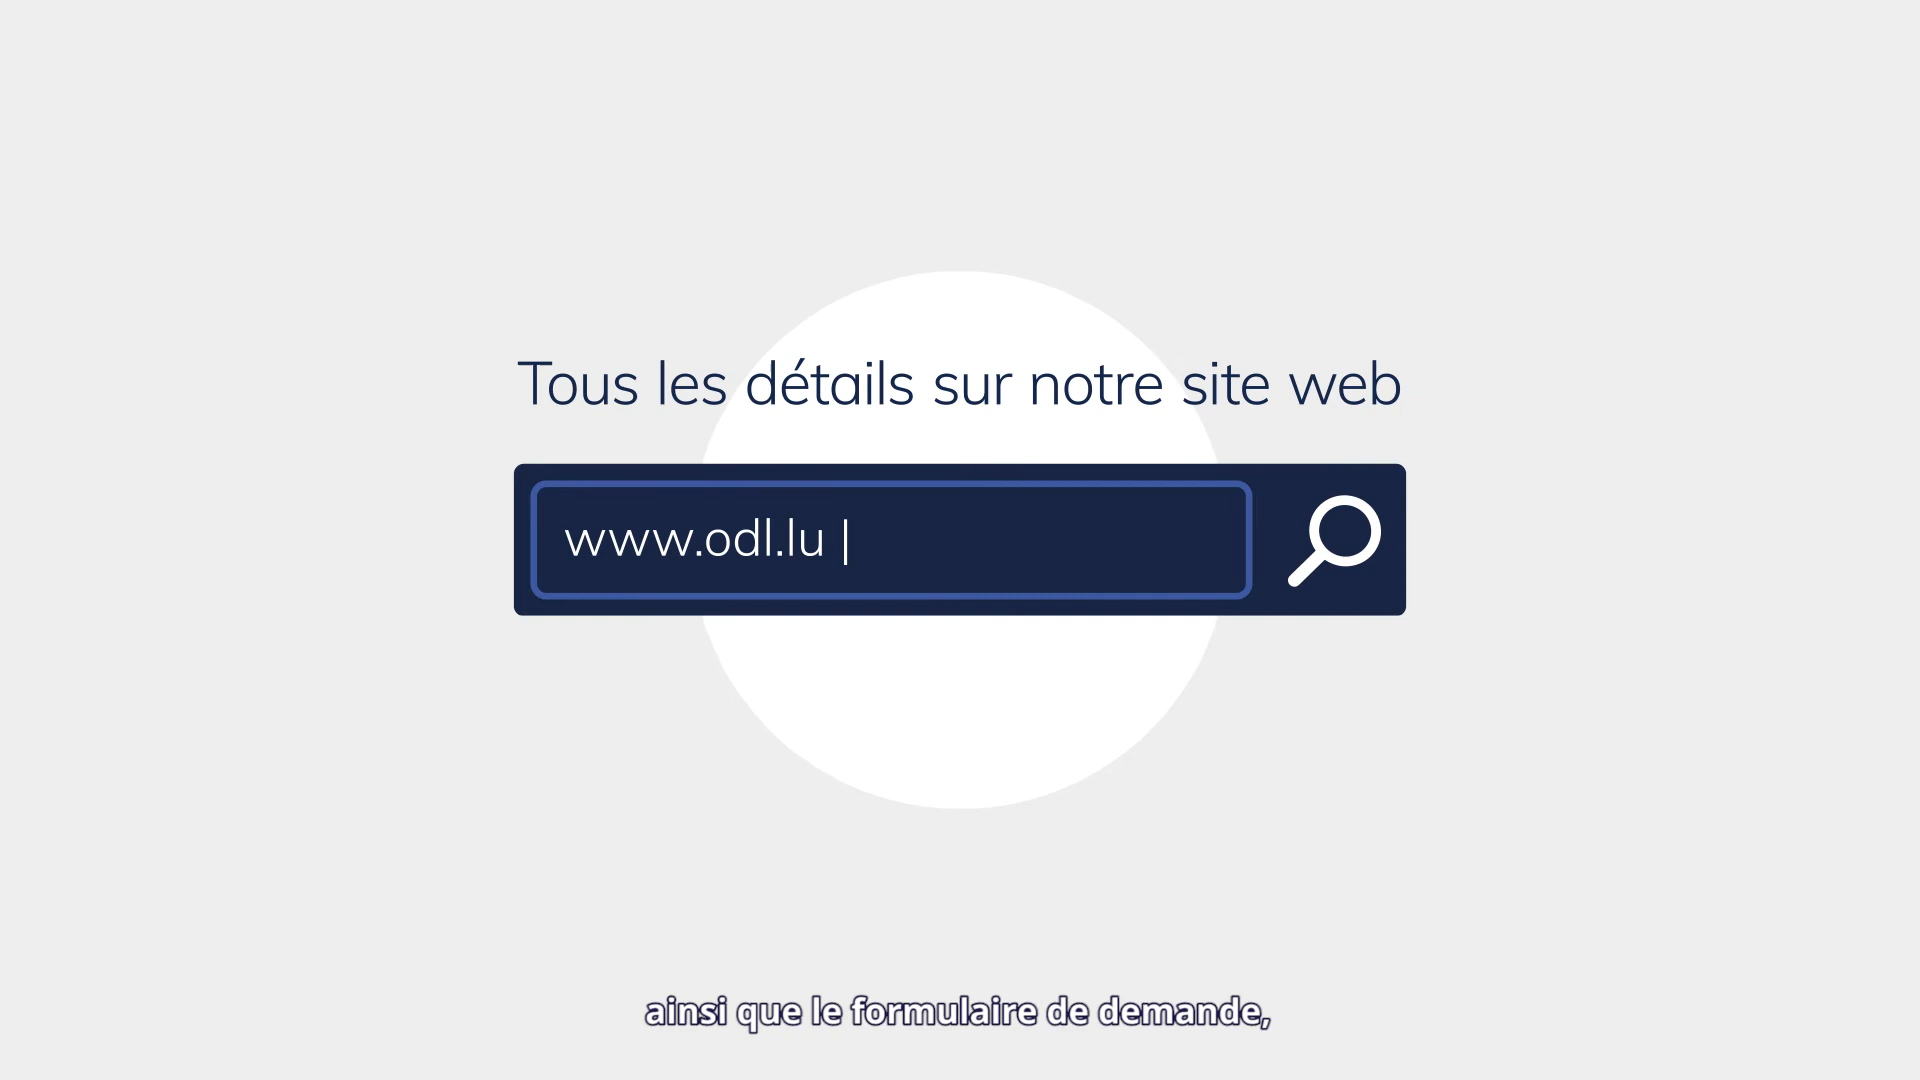 Tous les détails sur notre site web
www.odl.lu |
ainsi que le formulaire de demande,